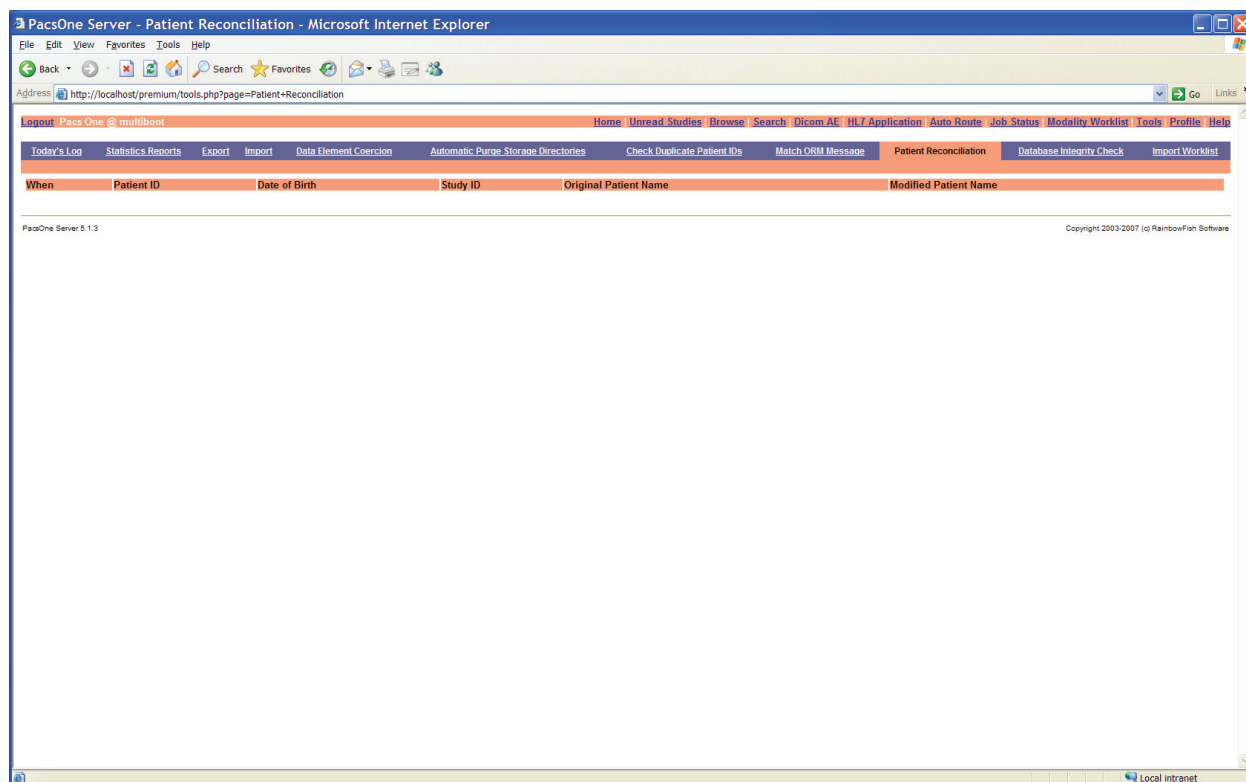 PacsOne Server - Patient Reconciliation - Microsoft Internet Explorer
File Edit View Favorites Tools Help
Back Search Favorites
Address http://localhost/premium/tools.php?page=Patient+Reconciliation Go Links
Logout Pacs One @ multiboot Home | Unread Studies | Browse | Search | Dicom AE | HL7 Application | Auto Route | Job Status | Modality Worklist | Tools | Profile | Help
Today's Log Statistics Reports Export Import Data Element Coercion Automatic Purge Storage Directories Check Duplicate Patient IDs Match ORM Message Patient Reconciliation Database Integrity Check Import Worklist
When Patient ID Date of Birth Study ID Original Patient Name Modified Patient Name
PacsOne Server 5.1.3 Copyright 2003-2007 (c) RainbowFish Software
Local intranet